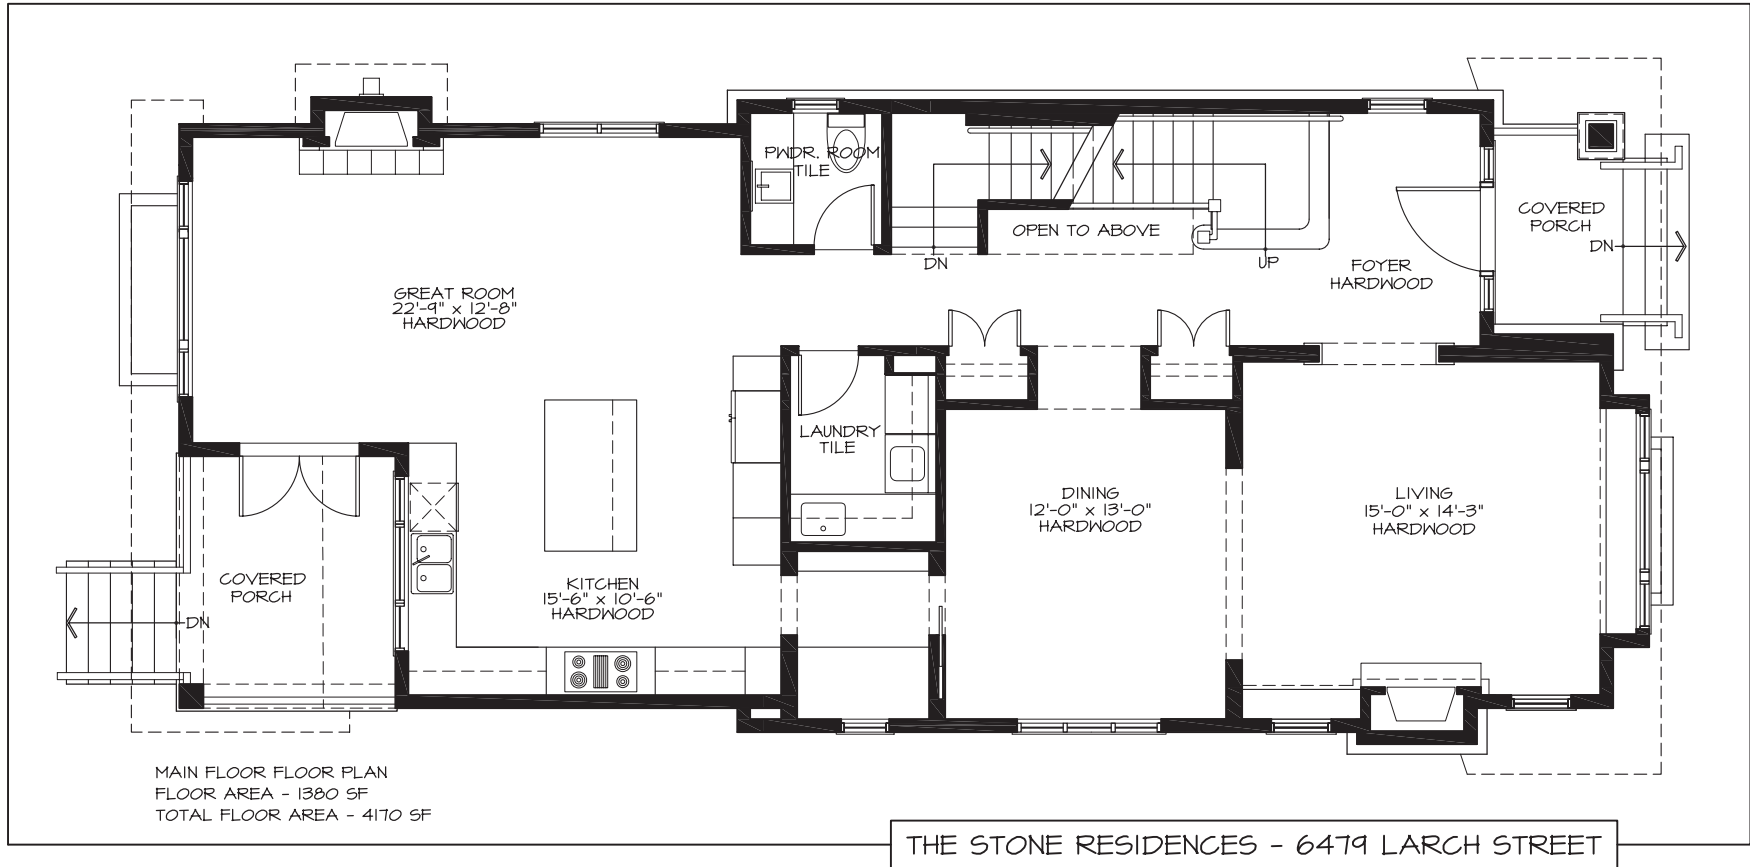 PWDR. ROOM
TILE
OPEN TO ABOVE
DN
UP
FOYER
HARDWOOD
COVERED
PORCH
DN
GREAT ROOM
22'-9" x 12'-8"
HARDWOOD
LAUNDRY
TILE
DINING
12'-0" x 13'-0"
HARDWOOD
LIVING
15'-0" x 14'-3"
HARDWOOD
COVERED
PORCH
DN
KITCHEN
15'-6" x 10'-6"
HARDWOOD
MAIN FLOOR FLOOR PLAN
FLOOR AREA - 1380 SF
TOTAL FLOOR AREA - 4170 SF
THE STONE RESIDENCES - 6479 LARCH STREET